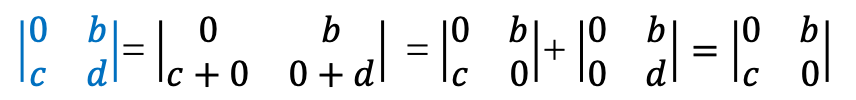 |0 b| = |0 b| = |0 b| + |0 b| = |0 b|
|c d| |c + 0 0 + d| |c 0| |0 d| |c 0|